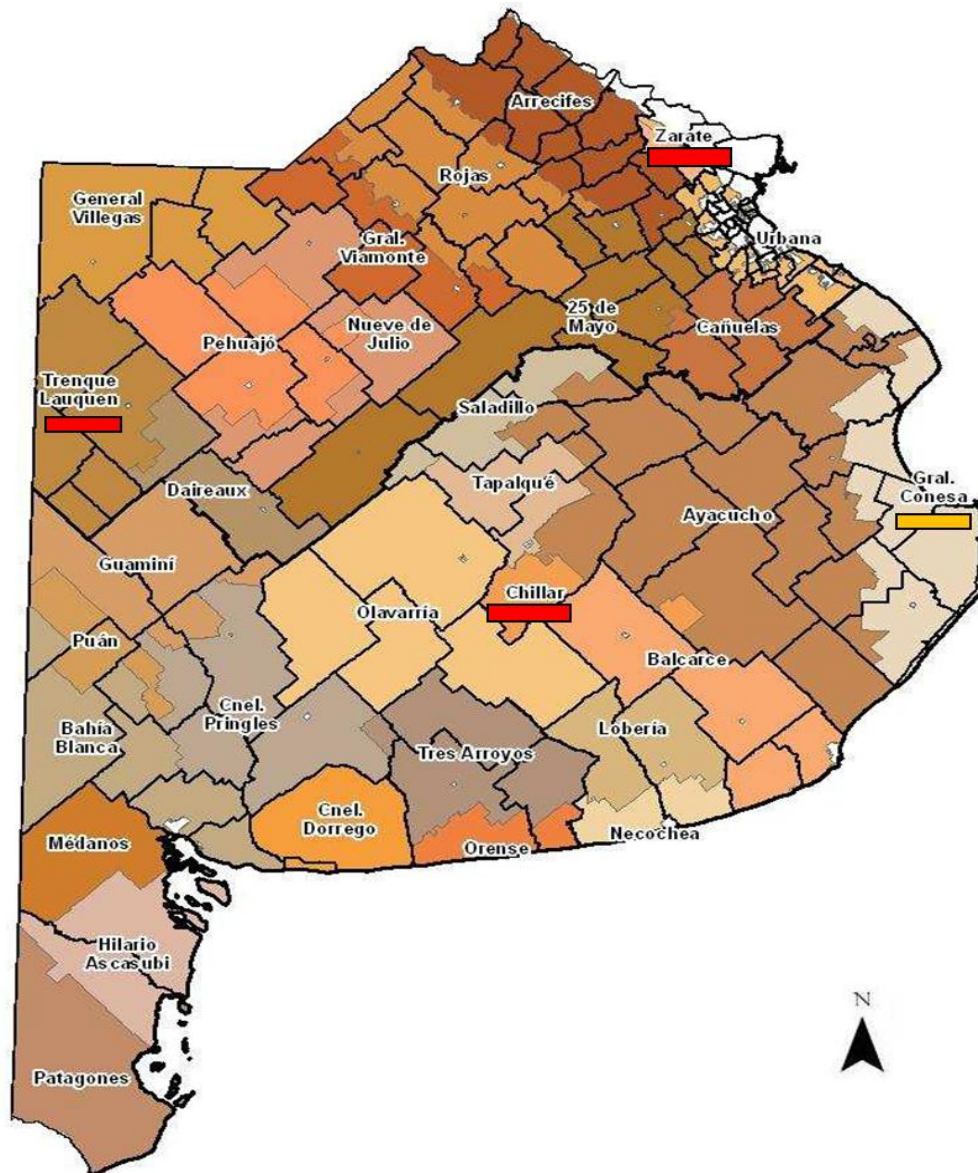 Arrecifes
Zarate
Rojas
General
Villegas
Gral.
Viamonte
Urbana
25 de
Mayo
Cañuelas
Nueve de
Julio
Pehuajó
Trenque
Lauquen
Saladillo
Daireaux
Tapalqué
Ayacucho
Gral.
Conesa
Guaminí
Chillar
Olavarría
Puán
Balcarce
Cnel.
Pringles
Bahía
Blanca
Lobería
Tres Arroyos
Cnel.
Dorrego
Necochea
Médanos
Orense
Hilario
Ascasubi
N
Patagones